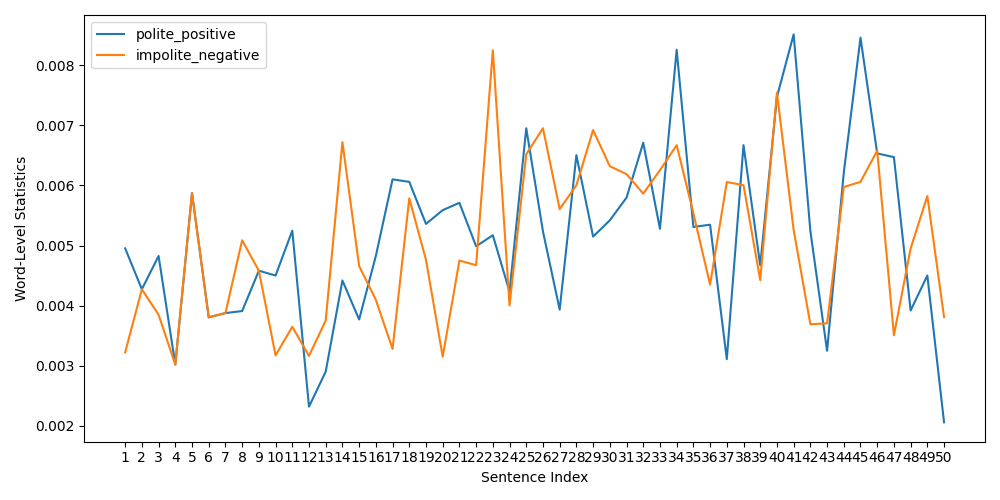 polite_positive
impolite_negative
0.008
0.007
0.006
0.005
0.004
0.003
0.002
Word-Level Statistics
1 2 3 4 5 6 7 8 9 10 11 12 13 14 15 16 17 18 19 20 21 22 23 24 25 26 27 28 29 30 31 32 33 34 35 36 37 38 39 40 41 42 43 44 45 46 47 48 49 50
Sentence Index